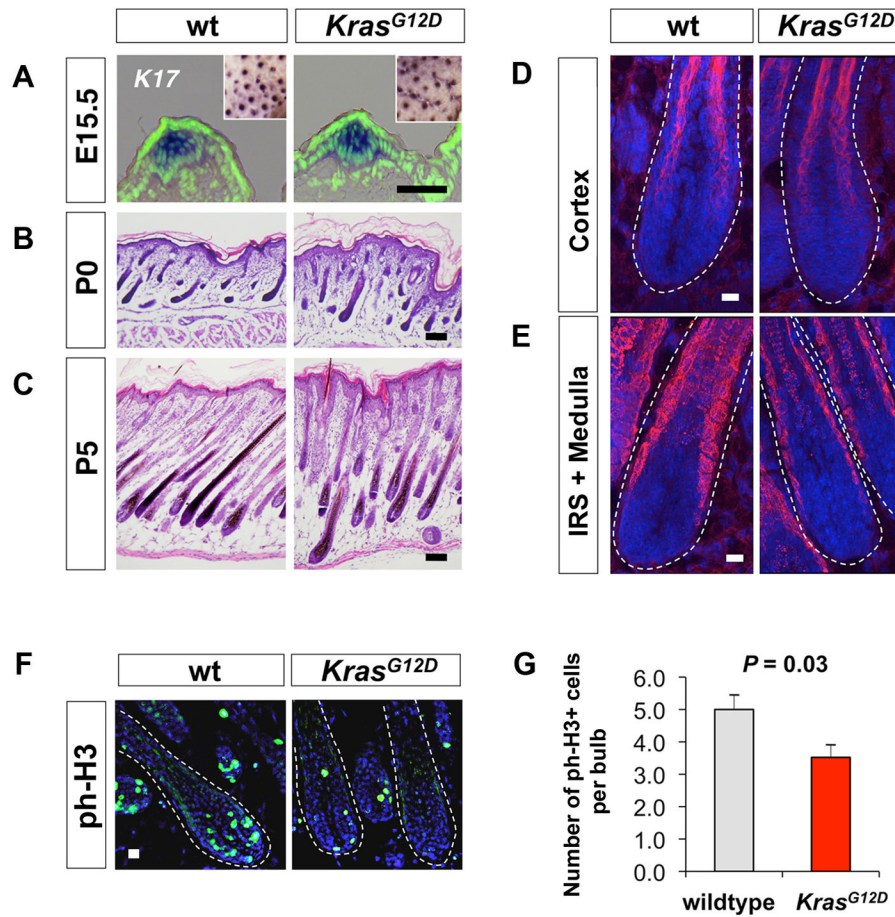 wt
Kras^G12D
A
E15.5
K17
B
P0
C
P5
wt
Kras^G12D
D
Cortex
E
IRS + Medulla
F
wt
Kras^G12D
ph-H3
G
P = 0.03
Number of ph-H3+ cells
per bulb
6.0
5.0
4.0
3.0
2.0
1.0
0.0
wildtype
Kras^G12D